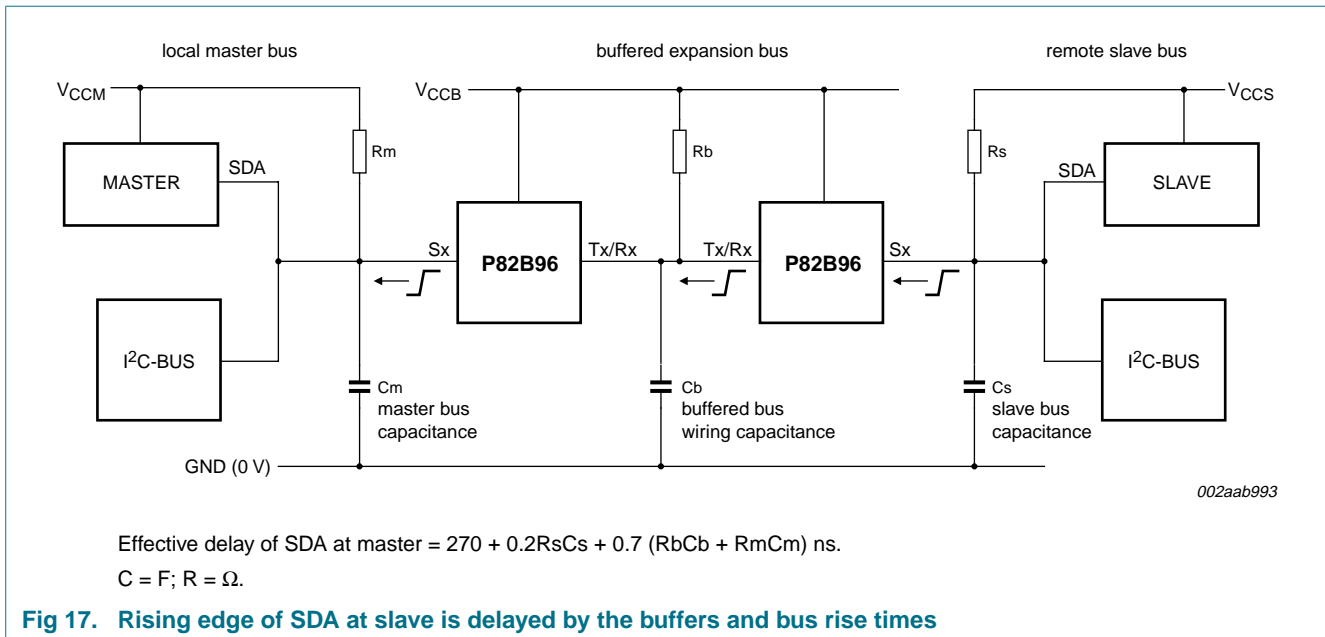 local master bus
buffered expansion bus
remote slave bus
VCCM
VCCB
VCCS
Rm
Rb
Rs
MASTER
SDA
SDA
SLAVE
Sx
P82B96
Tx/Rx
Tx/Rx
P82B96
Sx
I²C-BUS
I²C-BUS
Cm
master bus
capacitance
Cb
buffered bus
wiring capacitance
Cs
slave bus
capacitance
GND (0 V)
002aab993
Effective delay of SDA at master = 270 + 0.2RsCs + 0.7 (RbCb + RmCm) ns.
C = F; R = Ω.
Fig 17. Rising edge of SDA at slave is delayed by the buffers and bus rise times